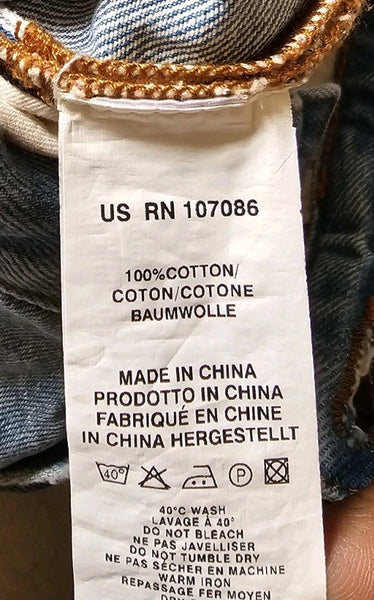 US RN 107086
100%COTTON/
COTON/COTONE
BAUMWOLLE
MADE IN CHINA
PRODOTTO IN CHINA
FABRIQUÉ EN CHINE
IN CHINA HERGESTELLT
40° P
40°C WASH
LAVAGE À 40°
DO NOT BLEACH
NE PAS JAVELLISER
DO NOT TUMBLE DRY
NE PAS SÉCHER EN MACHINE
WARM IRON
REPASSAGE FER MOYEN